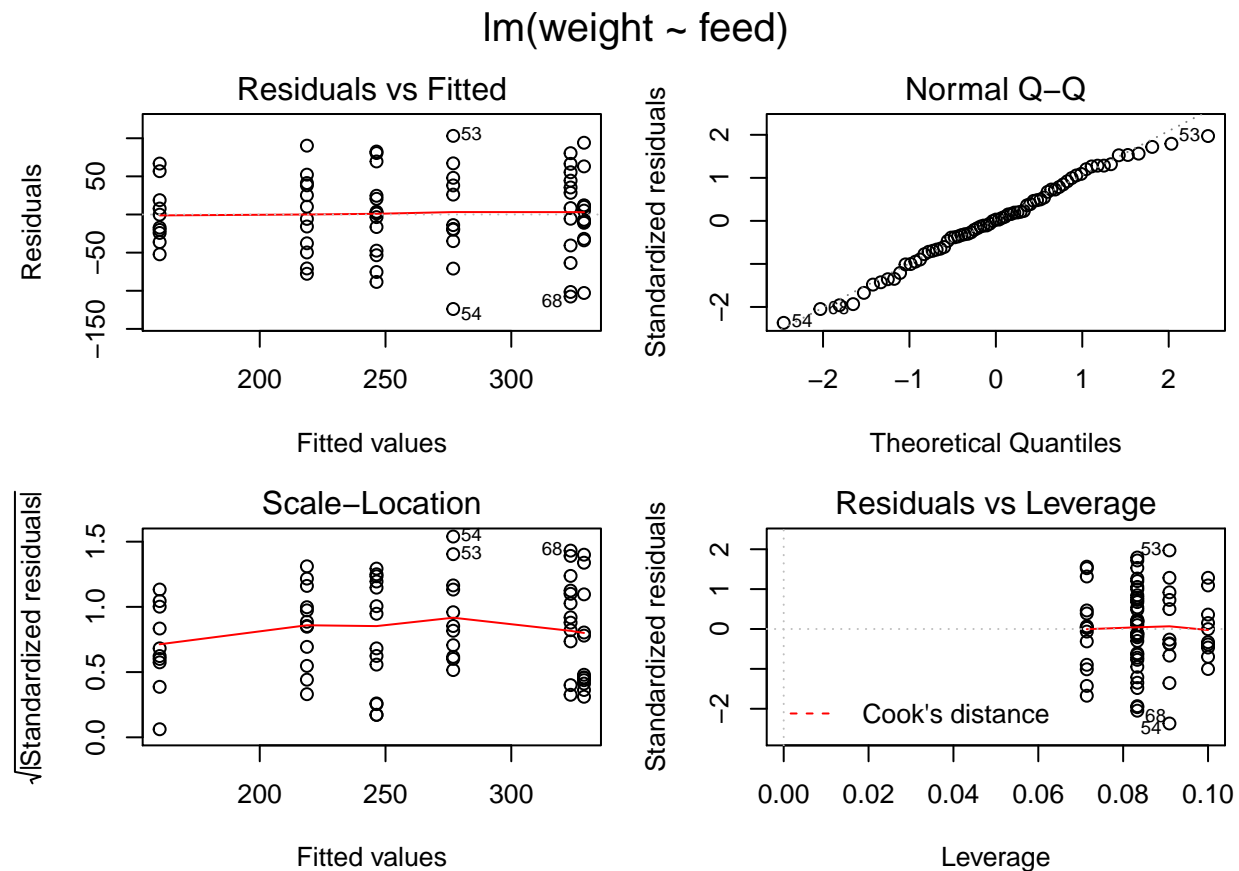 lm(weight ~ feed)
Residuals vs Fitted
Residuals
50
−50
−150
53
54
68
200 250 300
Fitted values
Normal Q−Q
Standardized residuals
2
1
0
−2
53
54
−2 −1 0 1 2
Theoretical Quantiles
Scale−Location
√|Standardized residuals|
1.5
1.0
0.5
0.0
54
53
68
200 250 300
Fitted values
Residuals vs Leverage
Standardized residuals
2
1
0
−2
53
68
54
Cook's distance
0.00 0.02 0.04 0.06 0.08 0.10
Leverage